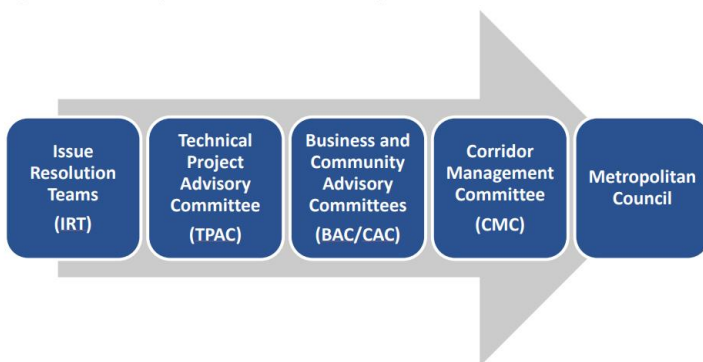 Issue
Resolution
Teams
(IRT)
Technical
Project
Advisory
Committee
(TPAC)
Business and
Community
Advisory
Committees
(BAC/CAC)
Corridor
Management
Committee
(CMC)
Metropolitan
Council